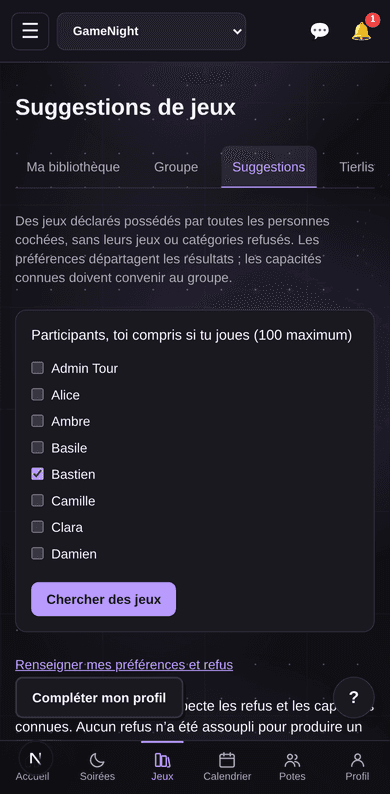 GameNight
1
Suggestions de jeux
Ma bibliothèque Groupe Suggestions Tierlis
Des jeux déclarés possédés par toutes les personnes
cochées, sans leurs jeux ou catégories refusés. Les
préférences départagent les résultats ; les capacités
connues doivent convenir au groupe.
Participants, toi compris si tu joues (100 maximum)
Admin Tour
Alice
Ambre
Basile
Bastien
Camille
Clara
Damien
Chercher des jeux
Renseigner mes préférences et refus
Compléter mon profil
pecte les refus et les cap
?
connues. Aucun refus n'a été assoupli pour produire un
N
Accueil Soirées Jeux Calendrier Potes Profil